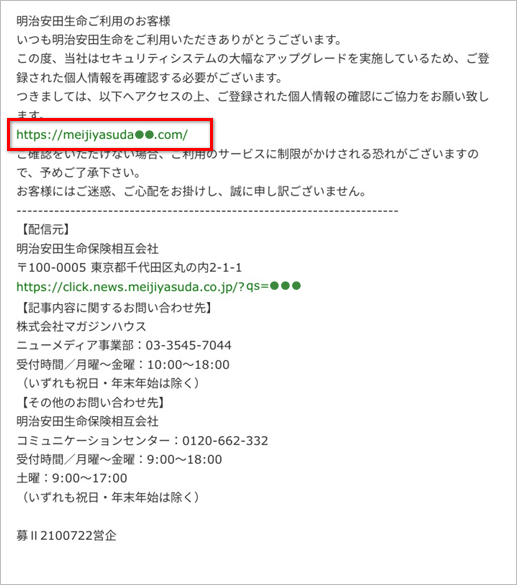 明治安田生命ご利用のお客様
いつも明治安田生命をご利用いただきありがとうございます。
この度、当社はセキュリティシステムの大幅なアップグレードを実施しているため、ご登
録された個人情報を再確認する必要がございます。
つきましては、以下へアクセスの上、ご登録された個人情報の確認にご協力をお願い致し
ます。
https://meijiyasuda●●.com/
ご確認をいただけない場合、ご利用のサービスに制限がかけされる恐れがございますの
で、予めご了承下さい。
お客様にはご迷惑、ご心配をお掛けし、誠に申し訳ございません。
------------------------------------------------------------------------
【配信元】
明治安田生命保険相互会社
〒100-0005 東京都千代田区丸の内2-1-1
https://click.news.meijiyasuda.co.jp/?qs=●●●
【記事内容に関するお問い合わせ先】
株式会社マガジンハウス
ニューメディア事業部：03-3545-7044
受付時間／月曜～金曜：10:00～18:00
（いずれも祝日・年末年始は除く）
【その他のお問い合わせ先】
明治安田生命保険相互会社
コミュニケーションセンター：0120-662-332
受付時間／月曜～金曜：9:00～18:00
土曜：9:00～17:00
（いずれも祝日・年末年始は除く）
募Ⅱ2100722営企